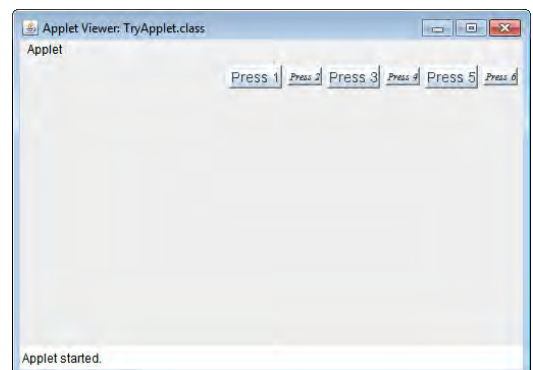 Applet Viewer: TryApplet.class
Applet
Press 1 Press 2 Press 3 Press 4 Press 5 Press 6
Applet started.